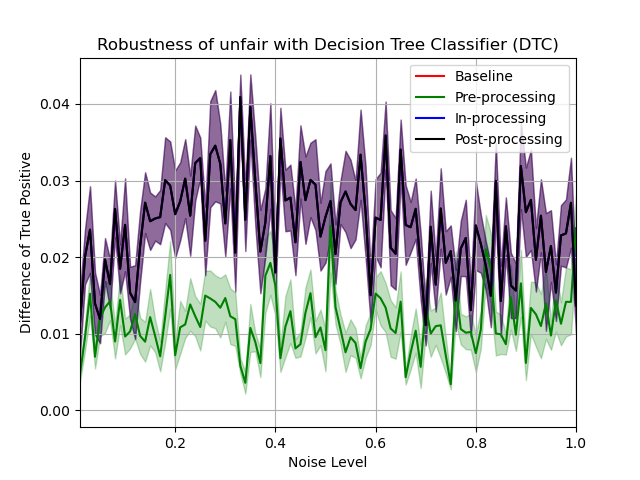 Robustness of unfair with Decision Tree Classifier (DTC)
Baseline
Pre-processing
In-processing
Post-processing
Difference of True Positive
0.04
0.03
0.02
0.01
0.00
0.2
0.4
0.6
0.8
1.0
Noise Level